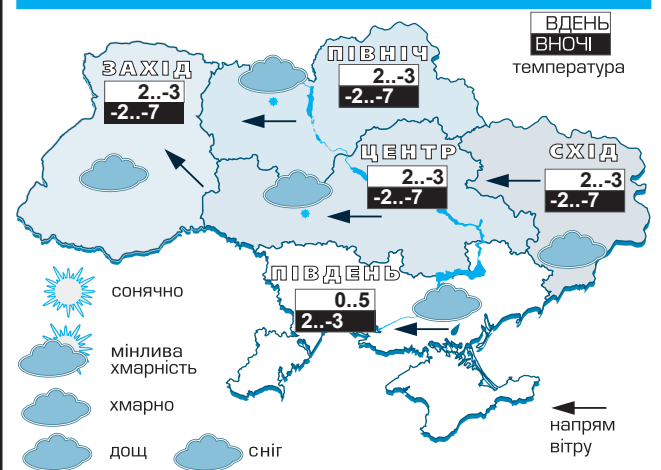 ВДЕНЬ
ВНОЧІ
температура
ПІВНІЧ
2..-3
-2..-7
ЗАХІД
2..-3
-2..-7
ЦЕНТР
2..-3
-2..-7
СХІД
2..-3
-2..-7
ПІВДЕНЬ
0..5
2..-3
сонячно
мінлива
хмарність
хмарно
дощ
сніг
напрям
вітру